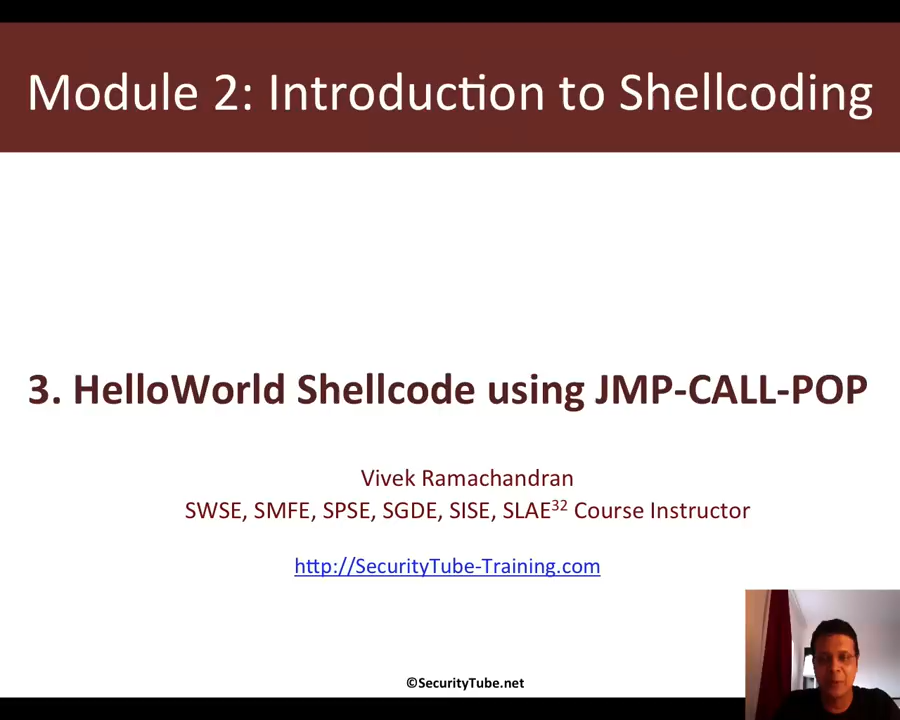 Module 2: Introduction to Shellcoding
3. HelloWorld Shellcode using JMP-CALL-POP
Vivek Ramachandran
SWSE, SMFE, SPSE, SGDE, SISE, SLAE32 Course Instructor
http://SecurityTube-Training.com
©SecurityTube.net